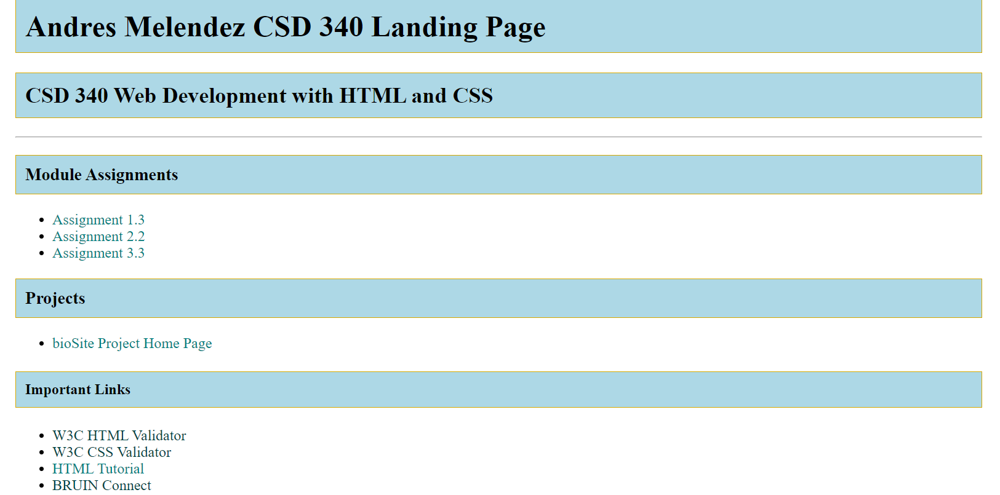 Andres Melendez CSD 340 Landing Page
CSD 340 Web Development with HTML and CSS
Module Assignments
Assignment 1.3
Assignment 2.2
Assignment 3.3
Projects
bioSite Project Home Page
Important Links
W3C HTML Validator
W3C CSS Validator
HTML Tutorial
BRUIN Connect